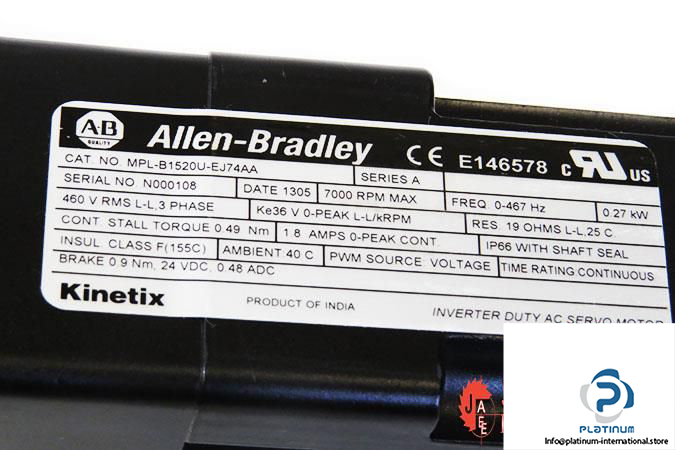 A-B
QUALITY
Allen-Bradley CE E146578 c RU US
CAT. NO. MPL-B1520U-EJ74AA SERIES A
SERIAL NO. N000108 DATE 1305 7000 RPM MAX FREQ. 0-467 Hz 0.27 kW
460 V RMS L-L,3 PHASE Ke36 V 0-PEAK L-L/kRPM RES. 19 OHMS L-L,25 C
CONT. STALL TORQUE 0.49 Nm 1.8 AMPS 0-PEAK CONT. IP66 WITH SHAFT SEAL
INSUL CLASS F(155C) AMBIENT 40 C PWM SOURCE: VOLTAGE TIME RATING CONTINUOUS
BRAKE 0.9 Nm, 24 VDC, 0.48 ADC
Kinetix PRODUCT OF INDIA INVERTER DUTY AC SERVO MOTOR
JAEE
PLATINUM
Info@platinum-international.store